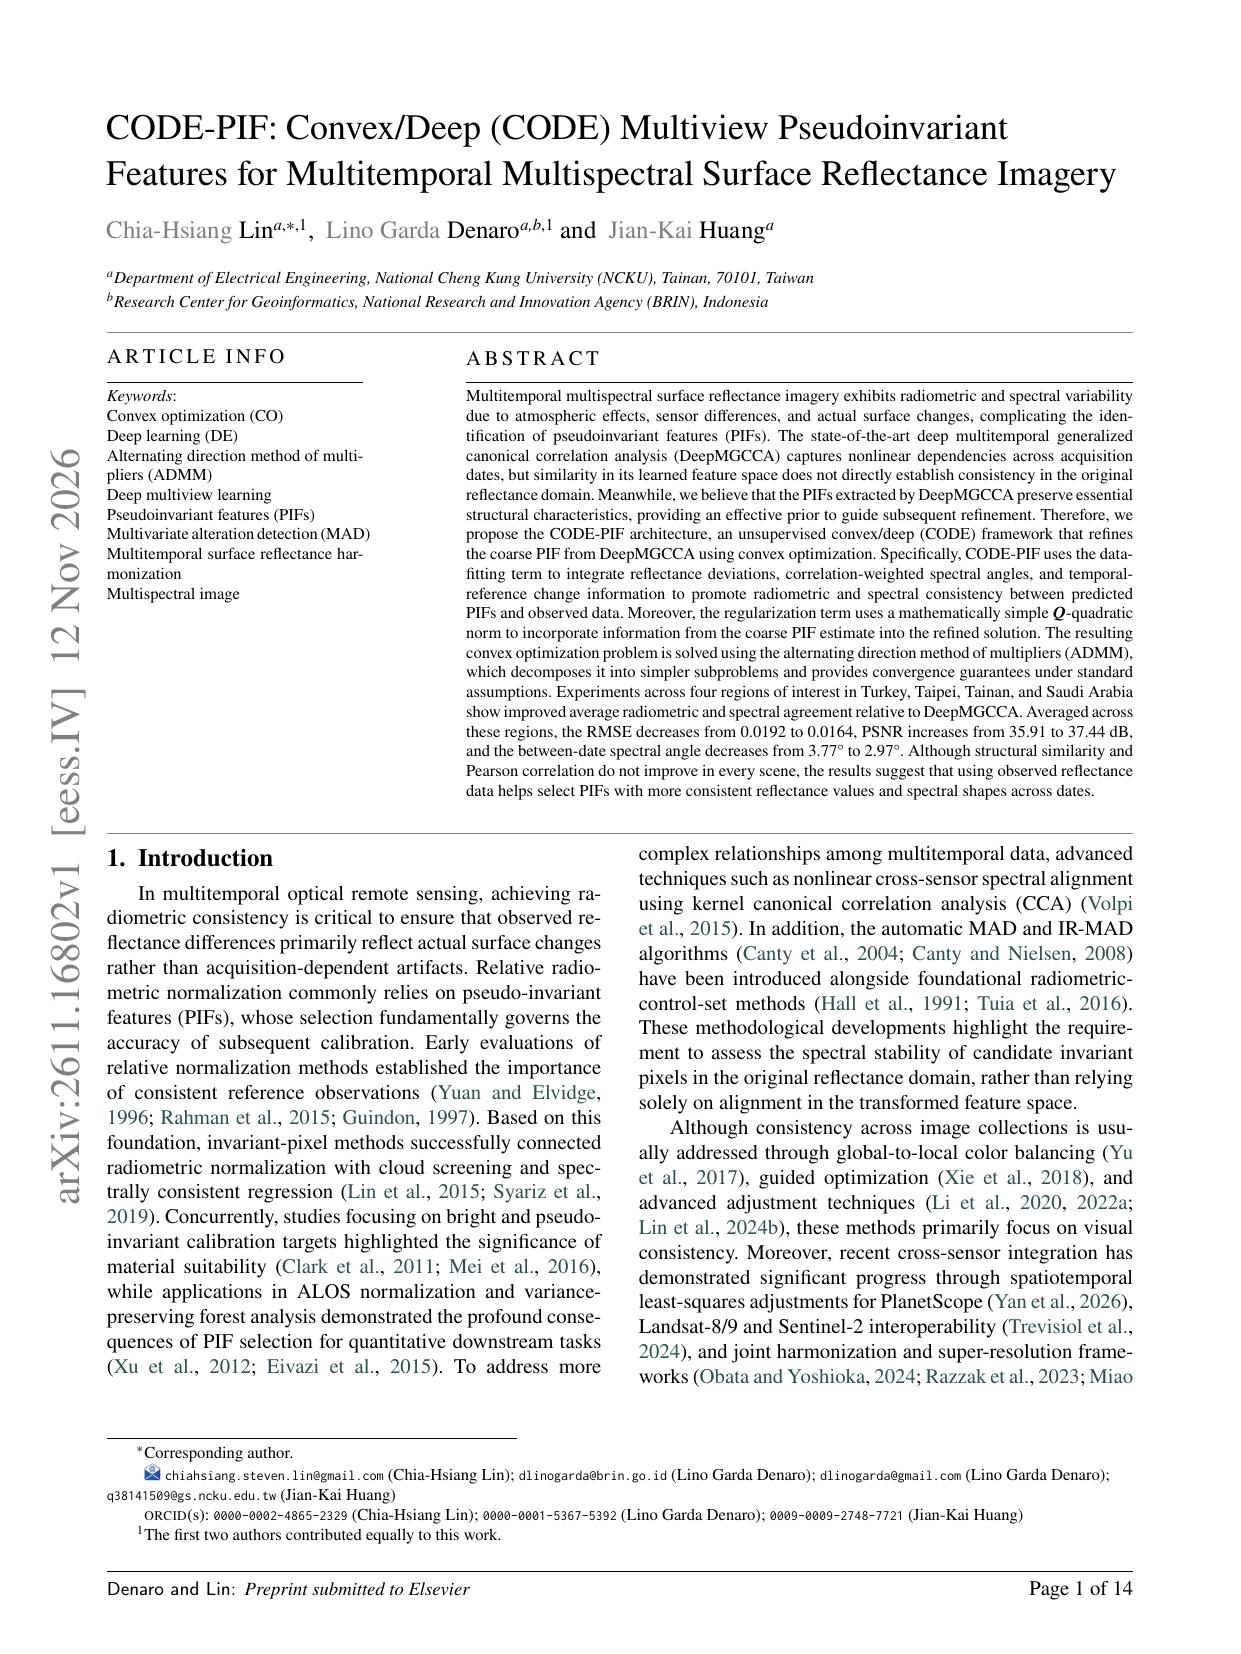 CODE-PIF: Convex/Deep (CODE) Multiview Pseudoinvariant
Features for Multitemporal Multispectral Surface Reflectance Imagery
Chia-Hsiang Lin^a,∗,1, Lino Garda Denaro^a,b,1 and Jian-Kai Huang^a
^a Department of Electrical Engineering, National Cheng Kung University (NCKU), Tainan, 70101, Taiwan
^b Research Center for Geoinformatics, National Research and Innovation Agency (BRIN), Indonesia
ARTICLE INFO
Keywords:
Convex optimization (CO)
Deep learning (DE)
Alternating direction method of multi-
pliers (ADMM)
Deep multiview learning
Pseudoinvariant features (PIFs)
Multivariate alteration detection (MAD)
Multitemporal surface reflectance har-
monization
Multispectral image
ABSTRACT
Multitemporal multispectral surface reflectance imagery exhibits radiometric and spectral variability
due to atmospheric effects, sensor differences, and actual surface changes, complicating the iden-
tification of pseudoinvariant features (PIFs). The state-of-the-art deep multitemporal generalized
canonical correlation analysis (DeepMGCCA) captures nonlinear dependencies across acquisition
dates, but similarity in its learned feature space does not directly establish consistency in the original
reflectance domain. Meanwhile, we believe that the PIFs extracted by DeepMGCCA preserve essential
structural characteristics, providing an effective prior to guide subsequent refinement. Therefore, we
propose the CODE-PIF architecture, an unsupervised convex/deep (CODE) framework that refines
the coarse PIF from DeepMGCCA using convex optimization. Specifically, CODE-PIF uses the data-
fitting term to integrate reflectance deviations, correlation-weighted spectral angles, and temporal-
reference change information to promote radiometric and spectral consistency between predicted
PIFs and observed data. Moreover, the regularization term uses a mathematically simple Q-quadratic
norm to incorporate information from the coarse PIF estimate into the refined solution. The resulting
convex optimization problem is solved using the alternating direction method of multipliers (ADMM),
which decomposes it into simpler subproblems and provides convergence guarantees under standard
assumptions. Experiments across four regions of interest in Turkey, Taipei, Tainan, and Saudi Arabia
show improved average radiometric and spectral agreement relative to DeepMGCCA. Averaged across
these regions, the RMSE decreases from 0.0192 to 0.0164, PSNR increases from 35.91 to 37.44 dB,
and the between-date spectral angle decreases from 3.77° to 2.97°. Although structural similarity and
Pearson correlation do not improve in every scene, the results suggest that using observed reflectance
data helps select PIFs with more consistent reflectance values and spectral shapes across dates.
1. Introduction
In multitemporal optical remote sensing, achieving ra-
diometric consistency is critical to ensure that observed re-
flectance differences primarily reflect actual surface changes
rather than acquisition-dependent artifacts. Relative radio-
metric normalization commonly relies on pseudo-invariant
features (PIFs), whose selection fundamentally governs the
accuracy of subsequent calibration. Early evaluations of
relative normalization methods established the importance
of consistent reference observations (Yuan and Elvidge,
1996; Rahman et al., 2015; Guindon, 1997). Based on this
foundation, invariant-pixel methods successfully connected
radiometric normalization with cloud screening and spec-
trally consistent regression (Lin et al., 2015; Syariz et al.,
2019). Concurrently, studies focusing on bright and pseudo-
invariant calibration targets highlighted the significance of
material suitability (Clark et al., 2011; Mei et al., 2016),
while applications in ALOS normalization and variance-
preserving forest analysis demonstrated the profound conse-
quences of PIF selection for quantitative downstream tasks
(Xu et al., 2012; Eivazi et al., 2015). To address more
complex relationships among multitemporal data, advanced
techniques such as nonlinear cross-sensor spectral alignment
using kernel canonical correlation analysis (CCA) (Volpi
et al., 2015). In addition, the automatic MAD and IR-MAD
algorithms (Canty et al., 2004; Canty and Nielsen, 2008)
have been introduced alongside foundational radiometric-
control-set methods (Hall et al., 1991; Tuia et al., 2016).
These methodological developments highlight the require-
ment to assess the spectral stability of candidate invariant
pixels in the original reflectance domain, rather than relying
solely on alignment in the transformed feature space.
Although consistency across image collections is usu-
ally addressed through global-to-local color balancing (Yu
et al., 2017), guided optimization (Xie et al., 2018), and
advanced adjustment techniques (Li et al., 2020, 2022a;
Lin et al., 2024b), these methods primarily focus on visual
consistency. Moreover, recent cross-sensor integration has
demonstrated significant progress through spatiotemporal
least-squares adjustments for PlanetScope (Yan et al., 2026),
Landsat-8/9 and Sentinel-2 interoperability (Trevisiol et al.,
2024), and joint harmonization and super-resolution frame-
works (Obata and Yoshioka, 2024; Razzak et al., 2023; Miao
∗Corresponding author.
chiahsiang.steven.lin@gmail.com (Chia-Hsiang Lin); dlinogarda@brin.go.id (Lino Garda Denaro); dlinogarda@gmail.com (Lino Garda Denaro);
q38141509@gs.ncku.edu.tw (Jian-Kai Huang)
ORCID(s): 0000-0002-4865-2329 (Chia-Hsiang Lin); 0000-0001-5367-5392 (Lino Garda Denaro); 0009-0009-2748-7721 (Jian-Kai Huang)
^1 The first two authors contributed equally to this work.
Denaro and Lin: Preprint submitted to Elsevier
Page 1 of 14
arXiv:2611.16802v1 [eess.IV] 12 Nov 2026